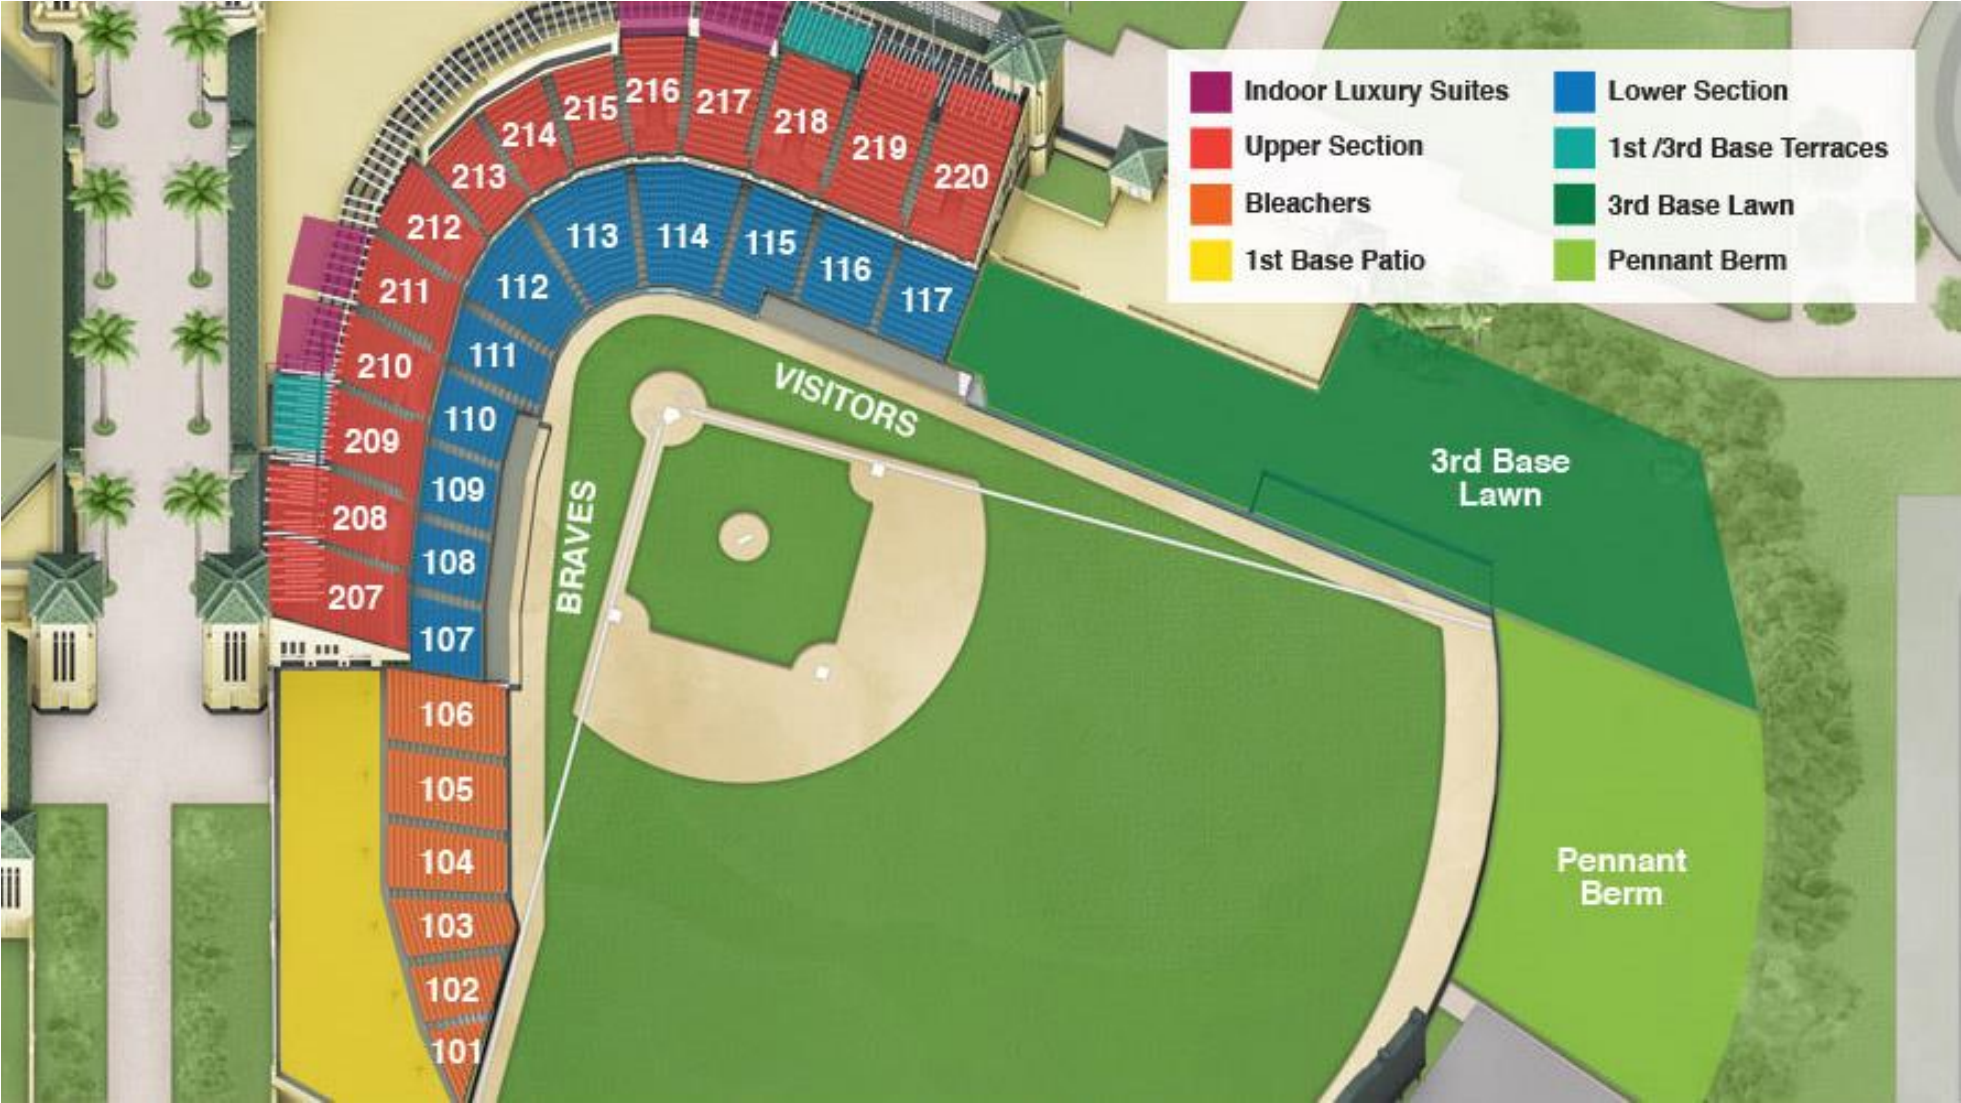 Indoor Luxury Suites
Upper Section
Bleachers
1st Base Patio
Lower Section
1st /3rd Base Terraces
3rd Base Lawn
Pennant Berm
216
217
215
218
214
219
213
220
212
113
114
115
116
117
211
112
111
210
110
209
109
208
108
207
107
VISITORS
BRAVES
3rd Base
Lawn
106
105
104
103
102
101
Pennant
Berm